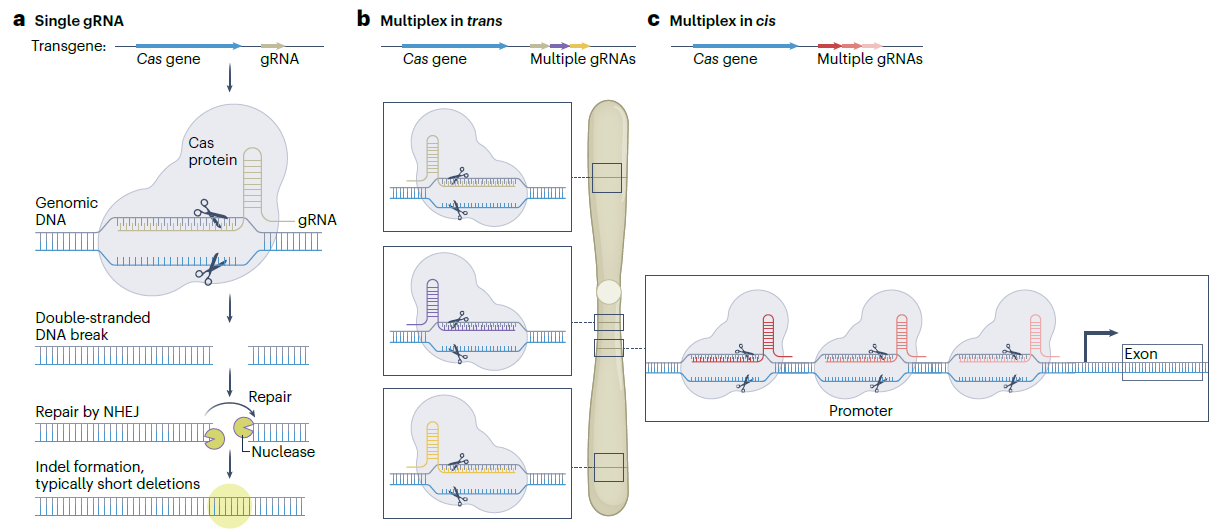 a Single gRNA
Transgene:
Cas gene
gRNA
Cas
protein
Genomic
DNA
gRNA
Double-stranded
DNA break
Repair
Repair by NHEJ
Nuclease
Indel formation,
typically short deletions
b Multiplex in trans
Cas gene
Multiple gRNAs
c Multiplex in cis
Cas gene
Multiple gRNAs
Exon
Promoter